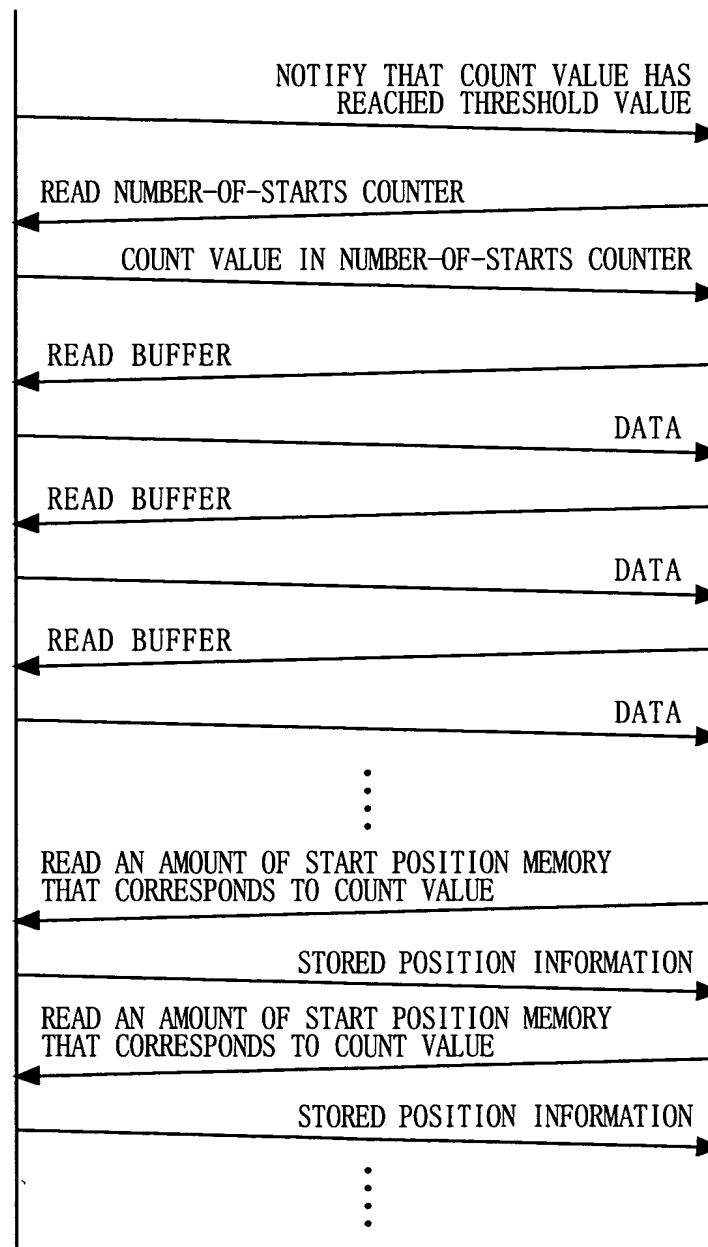 NOTIFY THAT COUNT VALUE HAS
REACHED THRESHOLD VALUE
READ NUMBER-OF-STARTS COUNTER
COUNT VALUE IN NUMBER-OF-STARTS COUNTER
READ BUFFER
DATA
READ BUFFER
DATA
READ BUFFER
DATA
READ AN AMOUNT OF START POSITION MEMORY
THAT CORRESPONDS TO COUNT VALUE
STORED POSITION INFORMATION
READ AN AMOUNT OF START POSITION MEMORY
THAT CORRESPONDS TO COUNT VALUE
STORED POSITION INFORMATION